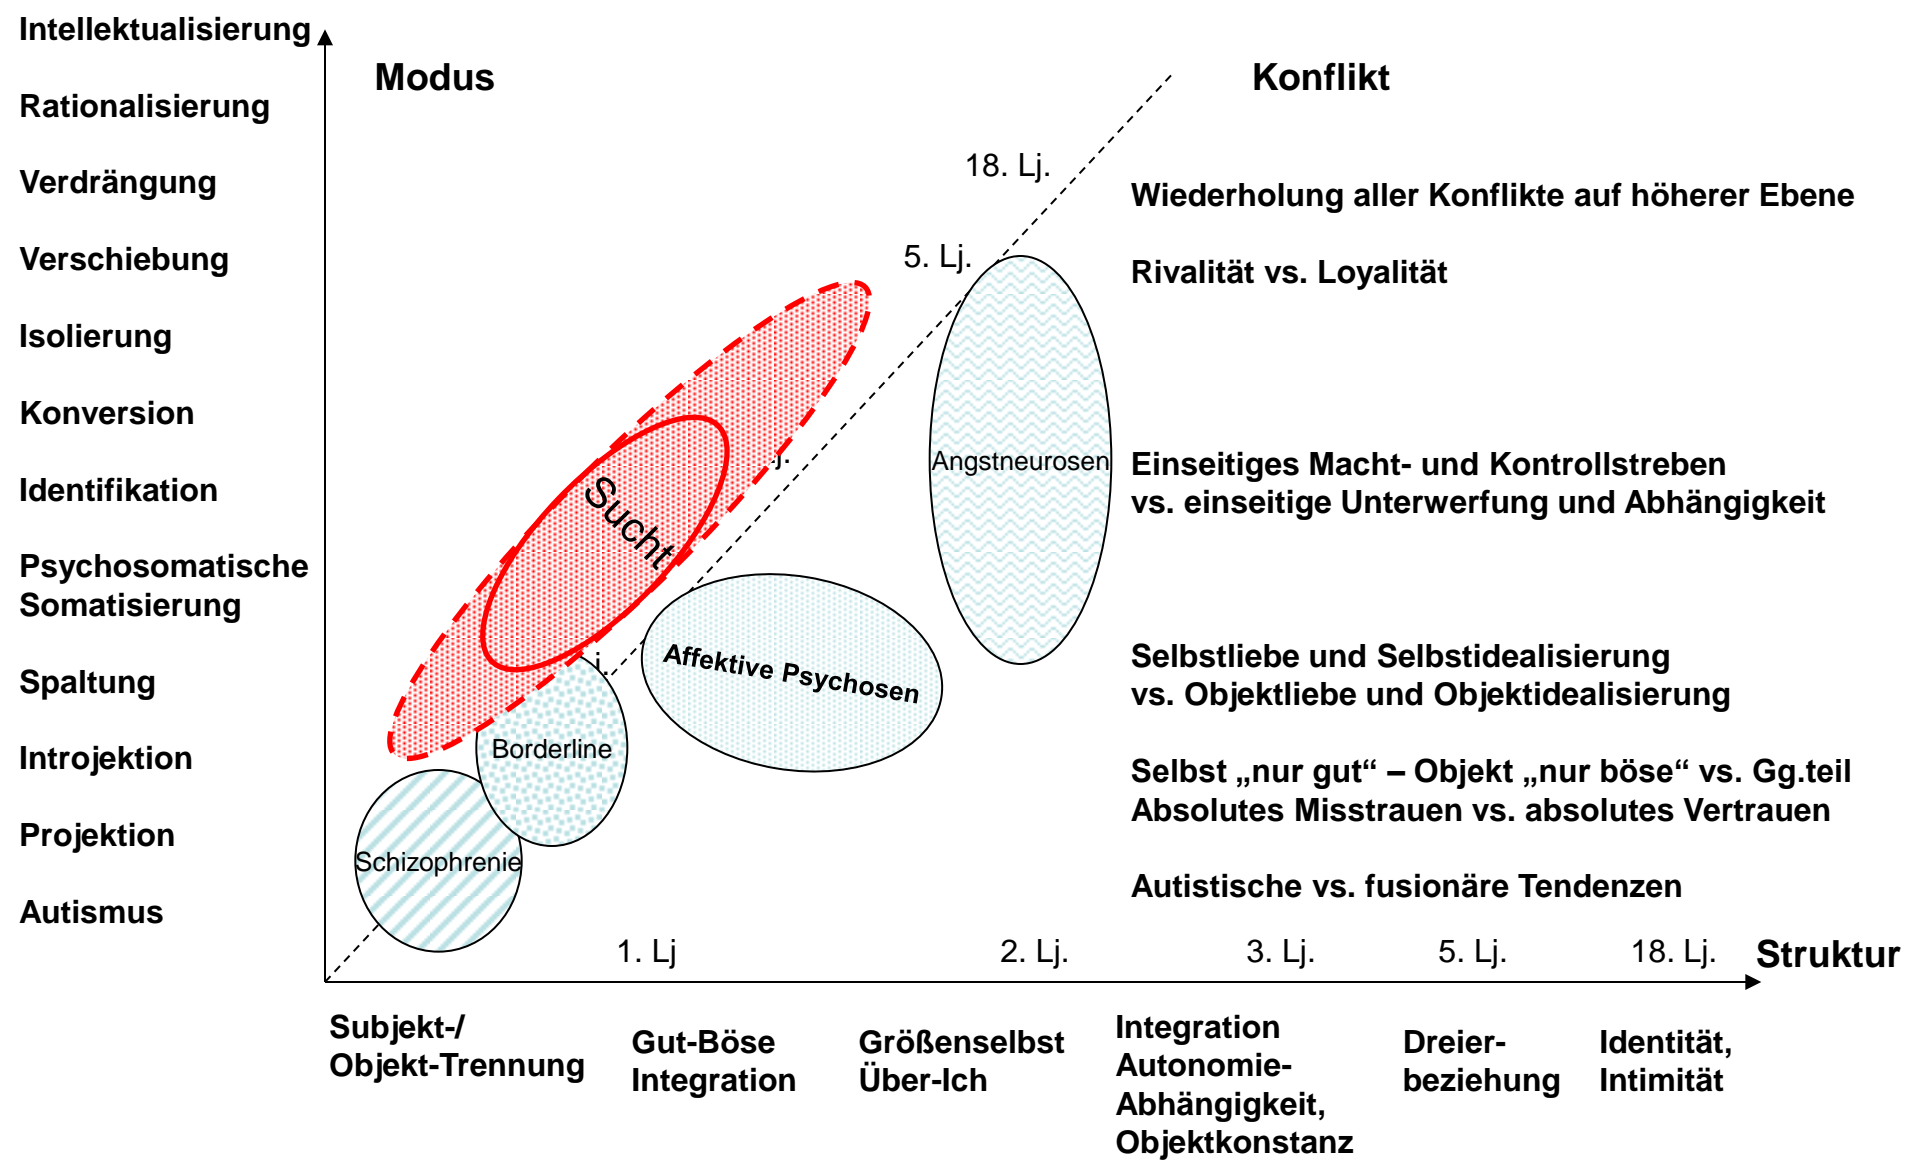 Intellektualisierung
Modus
Konflikt
Rationalisierung
18. Lj.
Verdrängung
Wiederholung aller Konflikte auf höherer Ebene
5. Lj.
Verschiebung
Rivalität vs. Loyalität
Isolierung
Konversion
j.
Angstneurosen
Einseitiges Macht- und Kontrollstreben
vs. einseitige Unterwerfung und Abhängigkeit
Identifikation
Sucht
Psychosomatische
Somatisierung
j.
Affektive Psychosen
Selbstliebe und Selbstidealisierung
vs. Objektliebe und Objektidealisierung
Spaltung
Borderline
Introjektion
Selbst „nur gut“ – Objekt „nur böse“ vs. Gg.teil
Absolutes Misstrauen vs. absolutes Vertrauen
Projektion
Schizophrenie
Autistische vs. fusionäre Tendenzen
Autismus
1. Lj
2. Lj.
3. Lj.
5. Lj.
18. Lj.
Struktur
Subjekt-/
Objekt-Trennung
Gut-Böse
Integration
Größenselbst
Über-Ich
Integration
Autonomie-
Abhängigkeit,
Objektkonstanz
Dreier-
beziehung
Identität,
Intimität